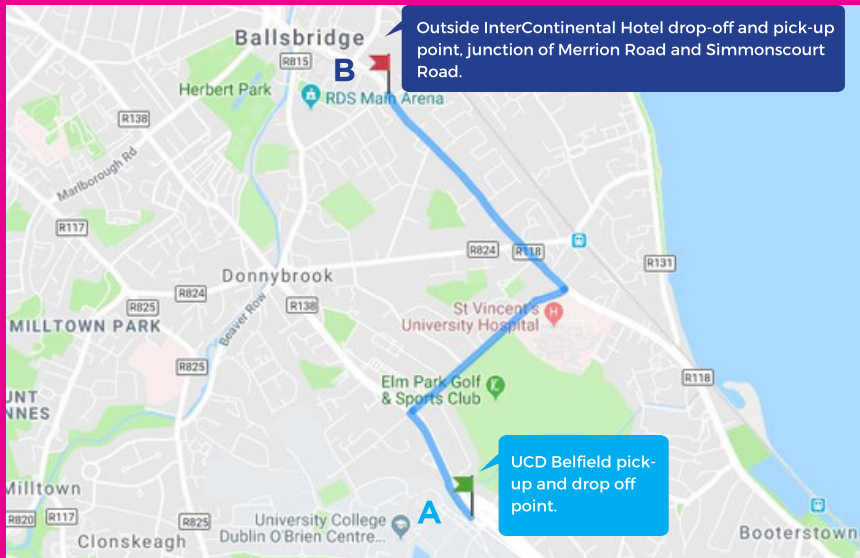 Ballsbridge
Outside InterContinental Hotel drop-off and pick-up
point, junction of Merrion Road and Simmonscourt
Road.
R815
B
Herbert Park
RDS Main Arena
R138
Marlborough Rd
R117
R824
R118
R131
Donnybrook
R824
R825
R138
St Vincent's
University Hospital
H
MILLTOWN PARK
Beaver Row
R825
R118
Elm Park Golf
& Sports Club
UNT
NNES
UCD Belfield pick-
up and drop off
point.
Milltown
A
R820
R117
R825
University College
Dublin O'Brien Centre...
Clonskeagh
Booterstown